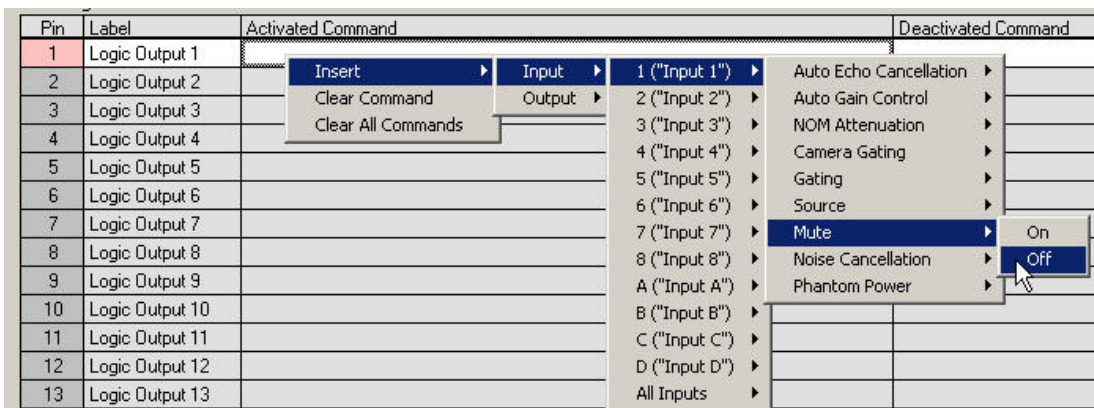 Pin Label Activated Command Deactivated Command
1 Logic Output 1
2 Logic Output 2
3 Logic Output 3
4 Logic Output 4
5 Logic Output 5
6 Logic Output 6
7 Logic Output 7
8 Logic Output 8
9 Logic Output 9
10 Logic Output 10
11 Logic Output 11
12 Logic Output 12
13 Logic Output 13
Insert
Clear Command
Clear All Commands
Input
Output
1 ("Input 1")
2 ("Input 2")
3 ("Input 3")
4 ("Input 4")
5 ("Input 5")
6 ("Input 6")
7 ("Input 7")
8 ("Input 8")
A ("Input A")
B ("Input B")
C ("Input C")
D ("Input D")
All Inputs
Auto Echo Cancellation
Auto Gain Control
NOM Attenuation
Camera Gating
Gating
Source
Mute
Noise Cancellation
Phantom Power
On
Off